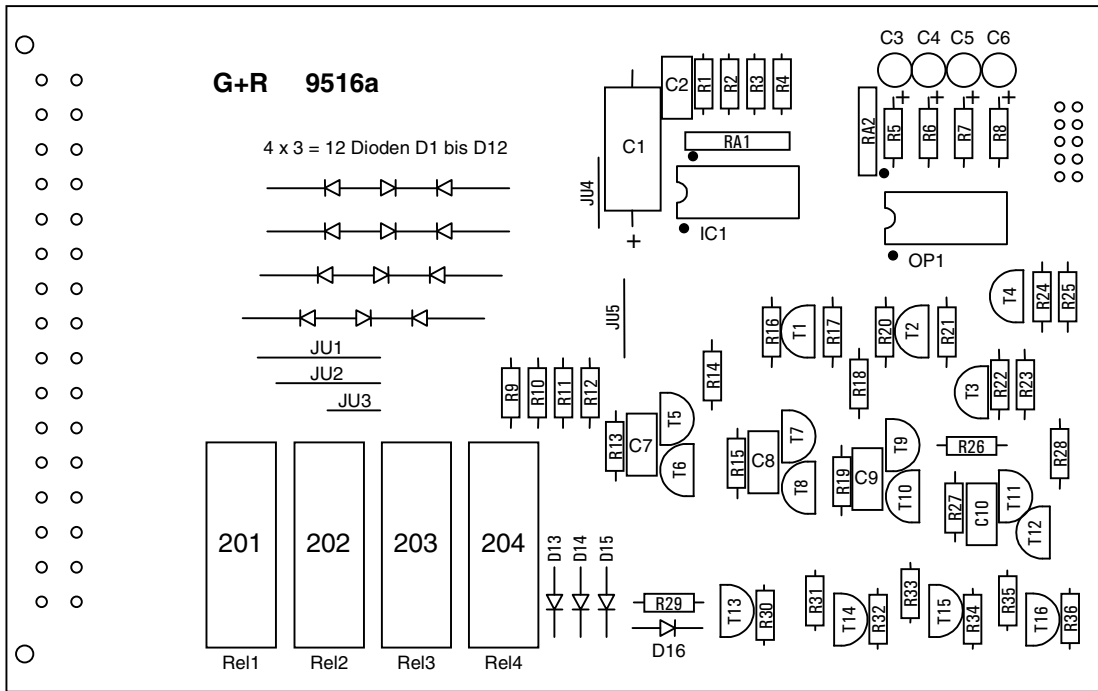 C3 C4 C5 C6
G+R 9516a
C2 R1 R2 R3 R4
+ + + +
RA2 R5 R6 R7 R8
C1 RA1
4 x 3 = 12 Dioden D1 bis D12
JU4
IC1
+
OP1
T4 R24 R25
JU5
R16 T1 R17 R20 T2 R21
JU1
R14 R18
JU2
R9 R10 R11 R12
T3 R22 R23
JU3
R13 C7 T5
T6
R15 C8 T7
T8
R19 C9 T9
T10
R26 R28
R27 C10 T11
T12
201 202 203 204
D13 D14 D15
R29
T13 R30 R31 T14 R32 R33 T15 R34 R35 T16 R36
D16
Rel1 Rel2 Rel3 Rel4